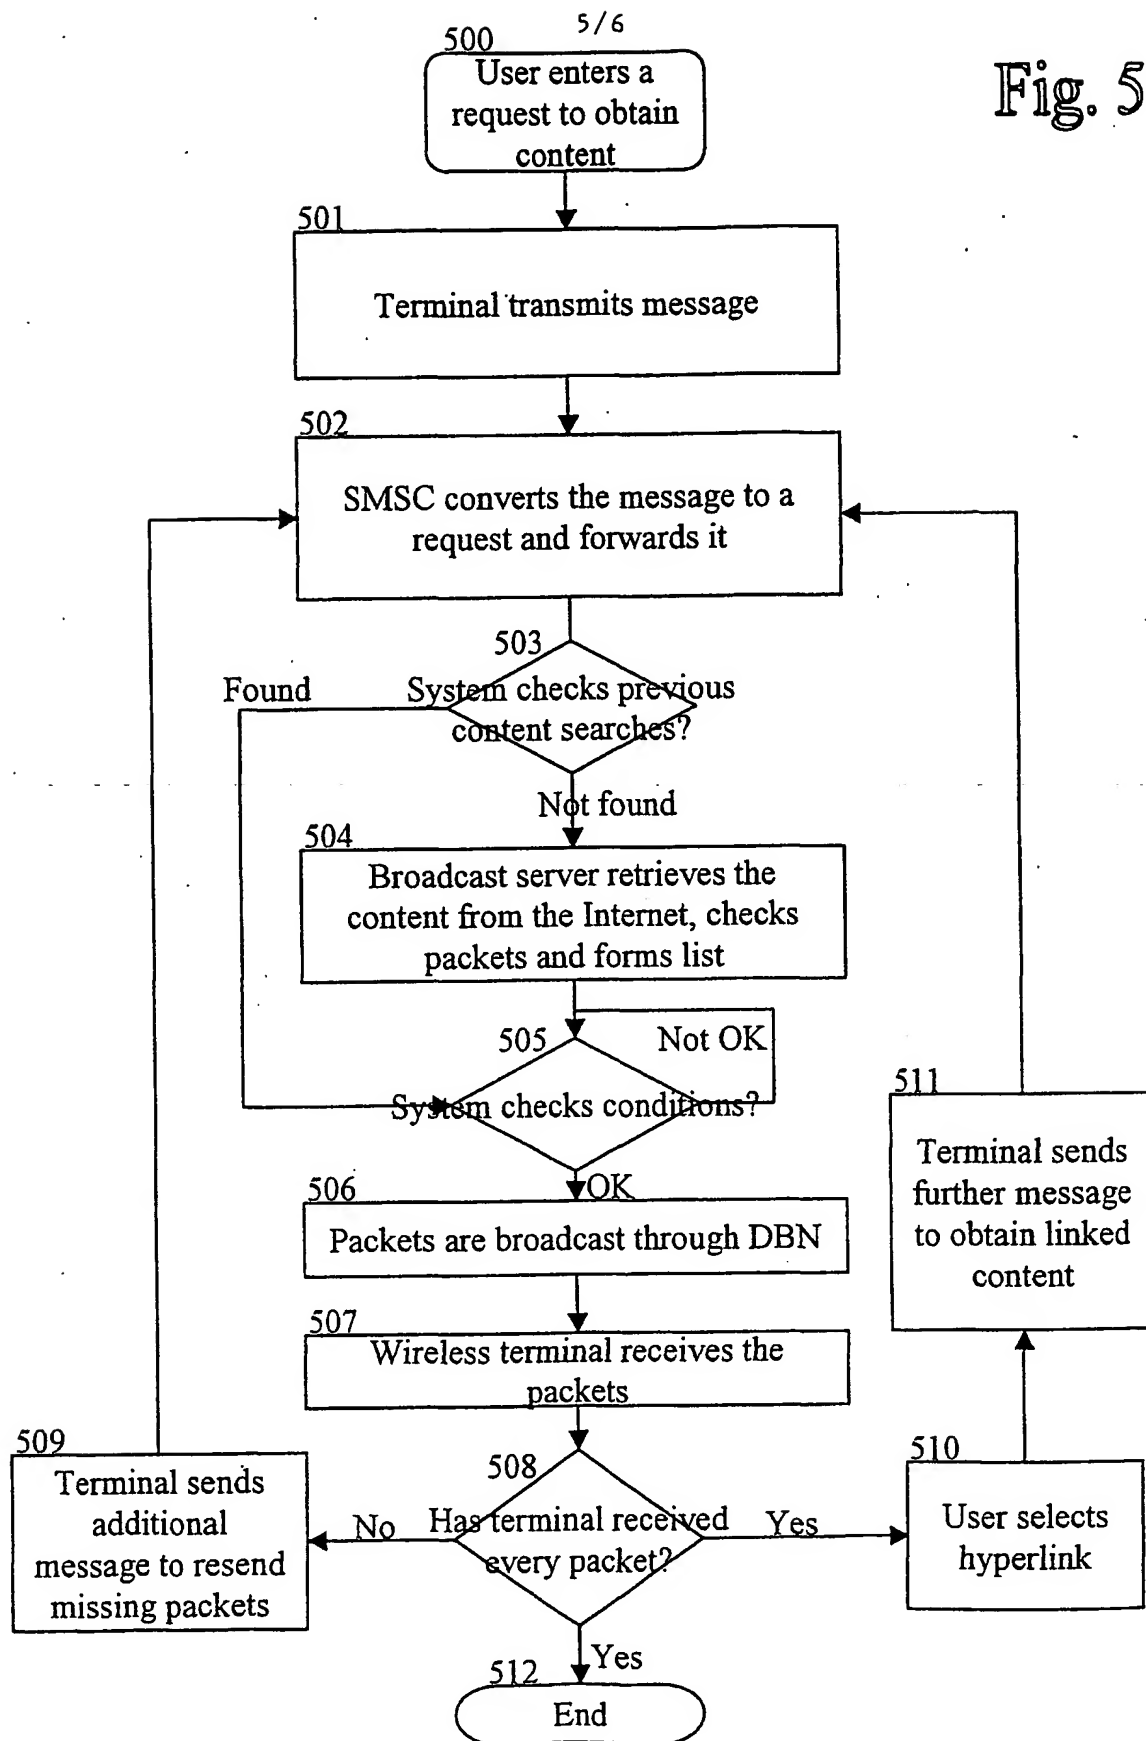 5/6
Fig. 5
500
User enters a
request to obtain
content
501
Terminal transmits message
502
SMSC converts the message to a
request and forwards it
503
Found
System checks previous
content searches?
Not found
504
Broadcast server retrieves the
content from the Internet, checks
packets and forms list
505
Not OK
System checks conditions?
OK
506
Packets are broadcast through DBN
507
Wireless terminal receives the
packets
508
Has terminal received
every packet?
No
Yes
509
Terminal sends
additional
message to resend
missing packets
510
User selects
hyperlink
511
Terminal sends
further message
to obtain linked
content
Yes
512
End